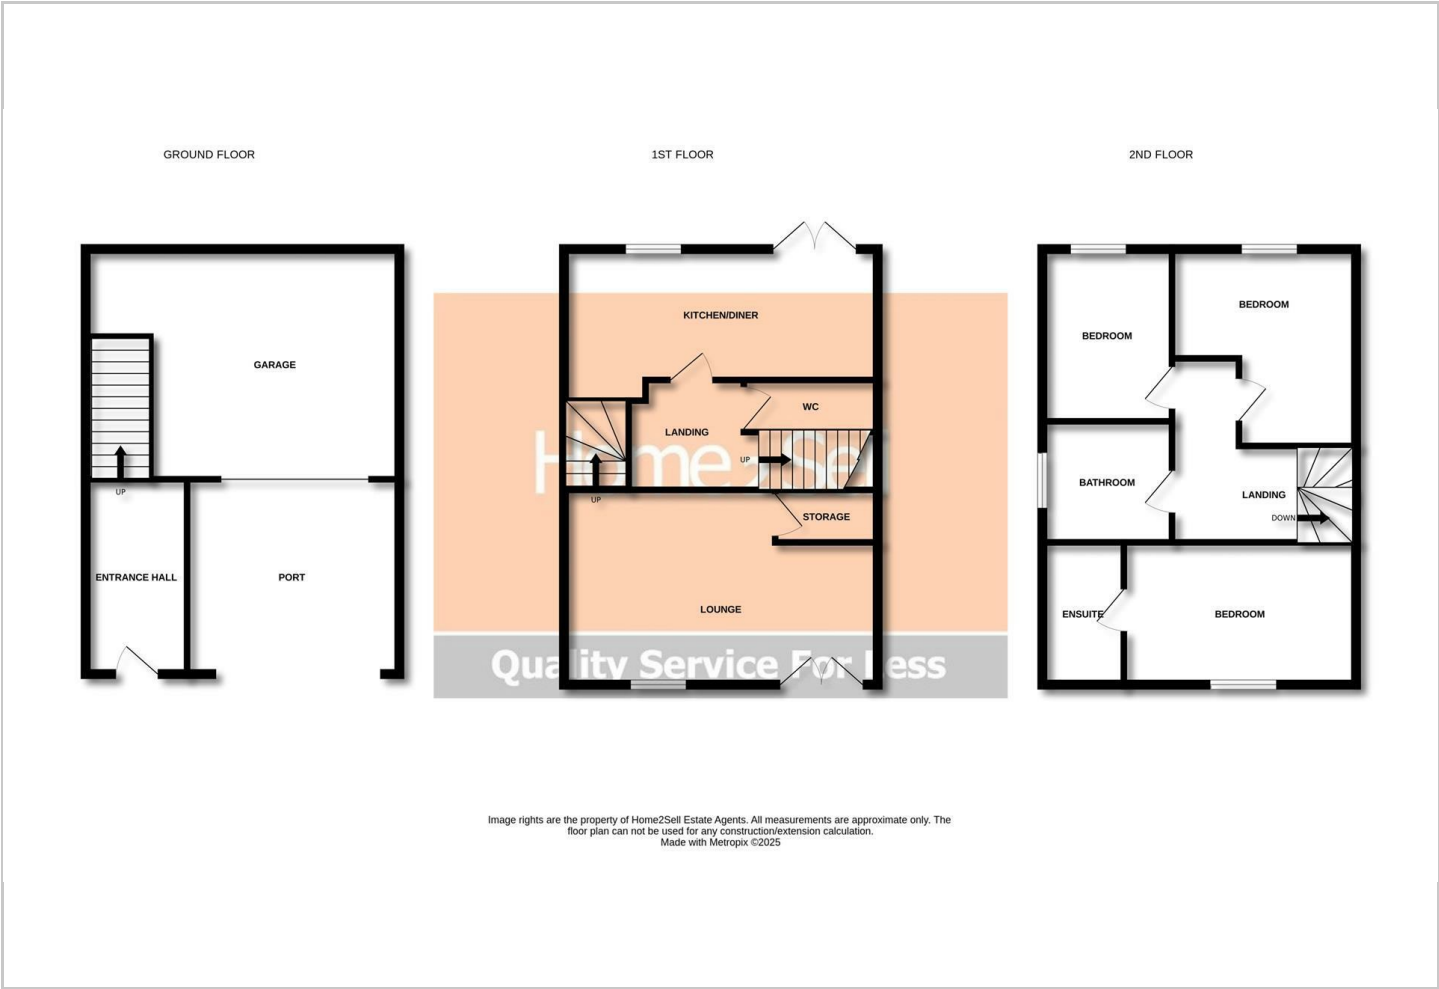 GROUND FLOOR
1ST FLOOR
2ND FLOOR
GARAGE
UP
ENTRANCE HALL
PORT
KITCHEN/DINER
WC
LANDING
UP
UP
STORAGE
LOUNGE
Home2Sell
Quality Service For Less
BEDROOM
BEDROOM
BATHROOM
LANDING
DOWN
ENSUITE
BEDROOM
Image rights are the property of Home2Sell Estate Agents. All measurements are approximate only. The
floor plan can not be used for any construction/extension calculation.
Made with Metropix ©2025